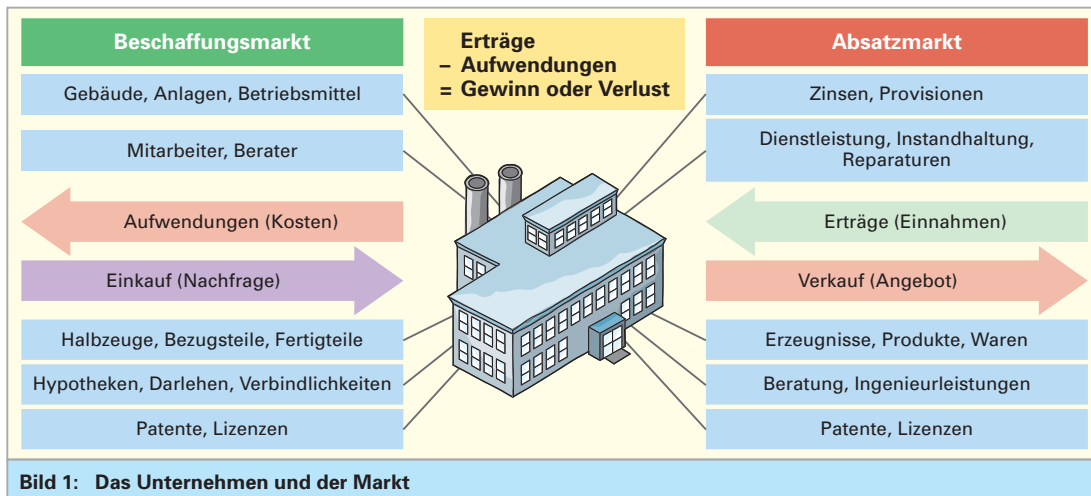 Beschaffungsmarkt
Gebäude, Anlagen, Betriebsmittel
Mitarbeiter, Berater
Aufwendungen (Kosten)
Einkauf (Nachfrage)
Halbzeuge, Bezugsteile, Fertigteile
Hypotheken, Darlehen, Verbindlichkeiten
Patente, Lizenzen
Erträge
– Aufwendungen
= Gewinn oder Verlust
Absatzmarkt
Zinsen, Provisionen
Dienstleistung, Instandhaltung,
Reparaturen
Erträge (Einnahmen)
Verkauf (Angebot)
Erzeugnisse, Produkte, Waren
Beratung, Ingenieurleistungen
Patente, Lizenzen
Bild 1: Das Unternehmen und der Markt